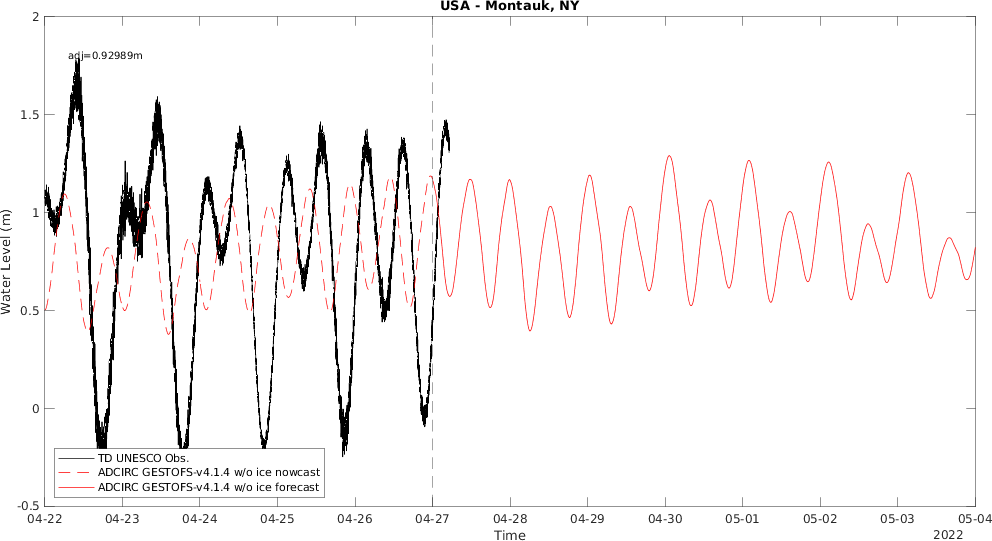 USA - Montauk, NY
adj=0.92989m
2
1.5
1
0.5
0
-0.5
Water Level (m)
TD UNESCO Obs.
ADCIRC GESTOFS-v4.1.4 w/o ice nowcast
ADCIRC GESTOFS-v4.1.4 w/o ice forecast
04-22 04-23 04-24 04-25 04-26 04-27 04-28 04-29 04-30 05-01 05-02 05-03 05-04
Time
2022